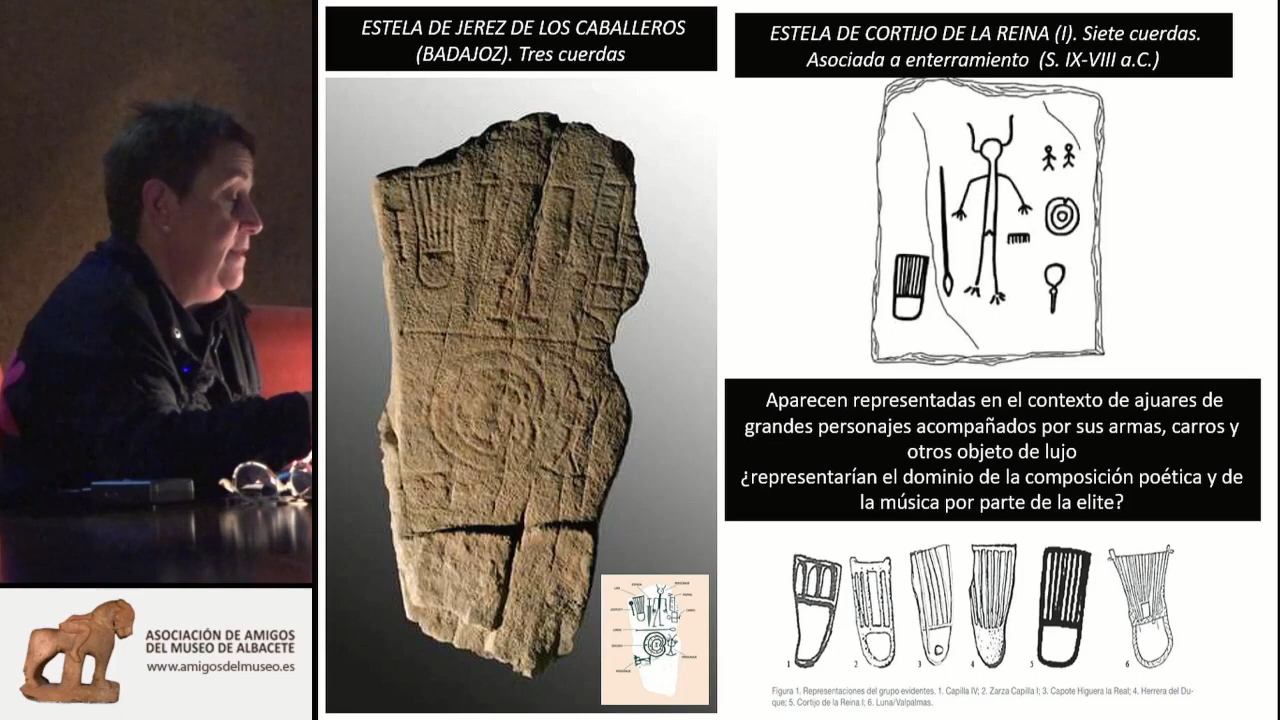 ESTELA DE JEREZ DE LOS CABALLEROS
(BADAJOZ). Tres cuerdas
ESTELA DE CORTIJO DE LA REINA (I). Siete cuerdas.
Asociada a enterramiento (S. IX-VIII a.C.)
Aparecen representadas en el contexto de ajuares de
grandes personajes acompañados por sus armas, carros y
otros objeto de lujo
¿representarían el dominio de la composición poética y de
la música por parte de la elite?
1 2 3 4 5 6
Figura 1. Representaciones del grupo evidentes. 1. Capilla IV; 2. Zarza Capilla I; 3. Capote Higuera la Real; 4. Herrera del Du-
que; 5. Cortijo de la Reina I; 6. Luna/Valpalmas.
ASOCIACIÓN DE AMIGOS
DEL MUSEO DE ALBACETE
www.amigosdelmuseo.es